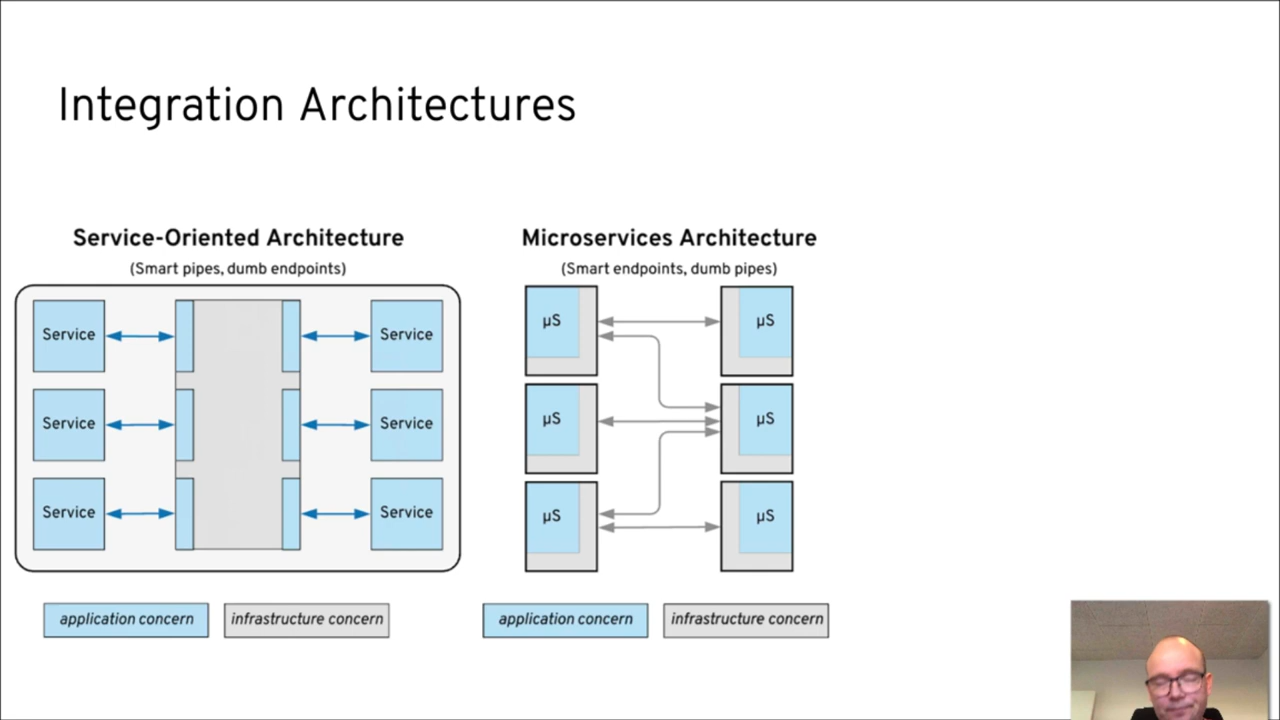 Integration Architectures
Service-Oriented Architecture
(Smart pipes, dumb endpoints)
Service
Service
Service
Service
Service
Service
application concern
infrastructure concern
Microservices Architecture
(Smart endpoints, dumb pipes)
µS
µS
µS
µS
µS
µS
application concern
infrastructure concern